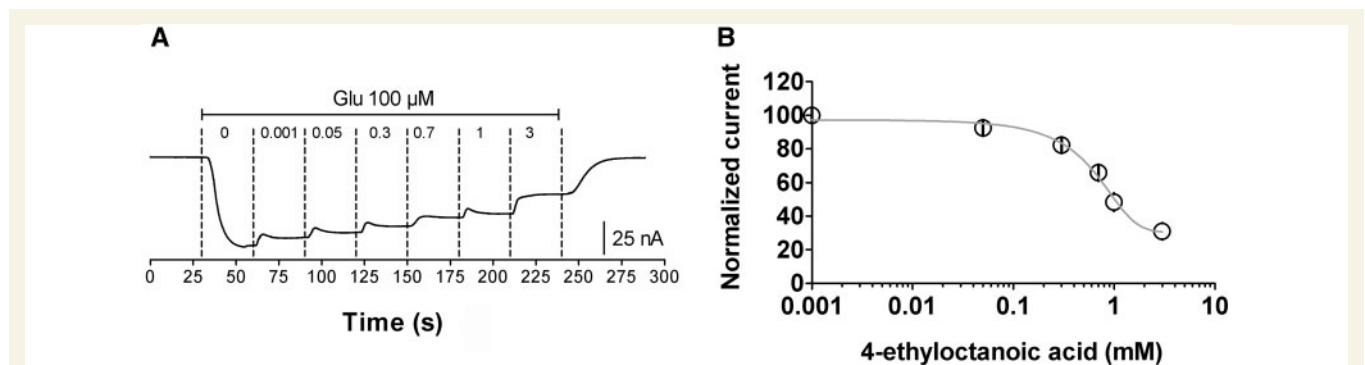 A
Glu 100 µM
0 0.001 0.05 0.3 0.7 1 3
25 nA
0 25 50 75 100 125 150 175 200 225 250 275 300
Time (s)
B
Normalized current
120
100
80
60
40
20
0
0.001 0.01 0.1 1 10
4-ethyloctanoic acid (mM)